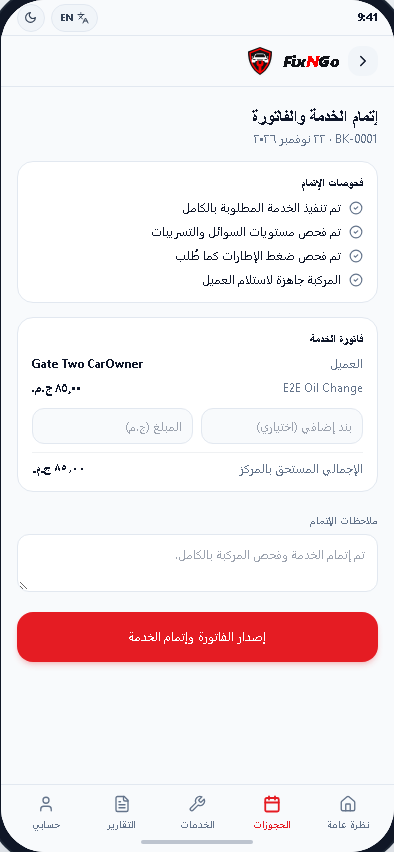 9:41
EN
FixNGo
إتمام الخدمة والفاتورة
BK-0001 · ٢٢ نوفمبر ٢٠٢٦
فحوصات الإتمام
تم تنفيذ الخدمة المطلوبة بالكامل
تم فحص مستويات السوائل والتسريبات
تم فحص ضغط الإطارات كما طُلب
المركبة جاهزة لاستلام العميل
فاتورة الخدمة
العميل Gate Two CarOwner
E2E Oil Change ٨٥٫٠٠ ج.م.
بند إضافي (اختياري) المبلغ (ج.م)
الإجمالي المستحق بالمركز ٨٥٫٠٠ ج.م.
ملاحظات الإتمام
تم إتمام الخدمة وفحص المركبة بالكامل.
إصدار الفاتورة وإتمام الخدمة
نظرة عامة الحجوزات الخدمات التقارير حسابي